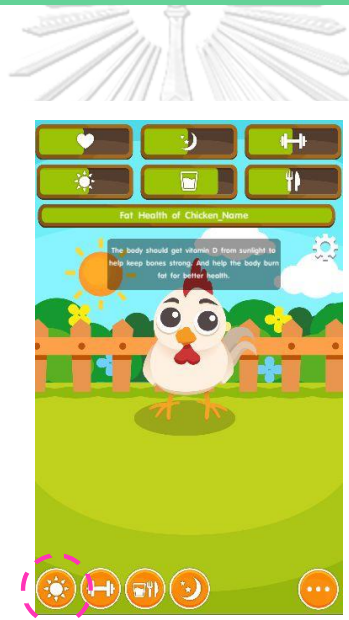 Fat Health of Chicken_Name
The body should get vitamin D from sunlight to
help keep bones strong. And help the body burn
fat for better health.